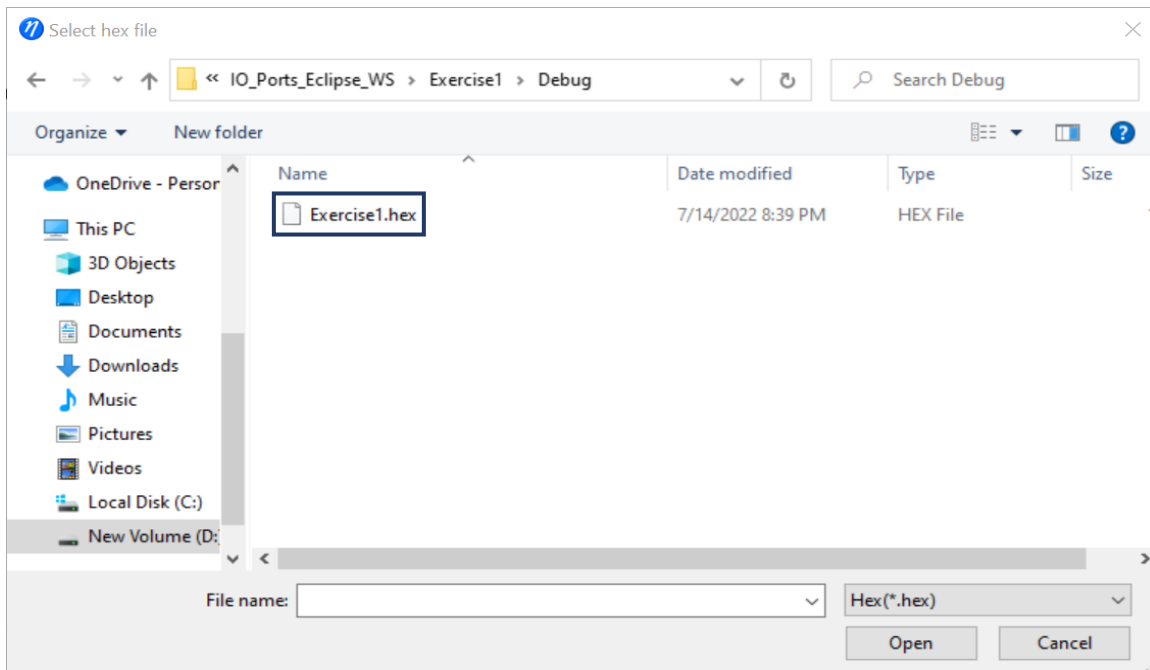 Select hex file
« IO_Ports_Eclipse_WS > Exercise1 > Debug
Search Debug
Organize
New folder
Name
Date modified
Type
Size
Exercise1.hex
7/14/2022 8:39 PM
HEX File
OneDrive - Person
This PC
3D Objects
Desktop
Documents
Downloads
Music
Pictures
Videos
Local Disk (C:)
New Volume (D:
File name:
Hex(*.hex)
Open
Cancel